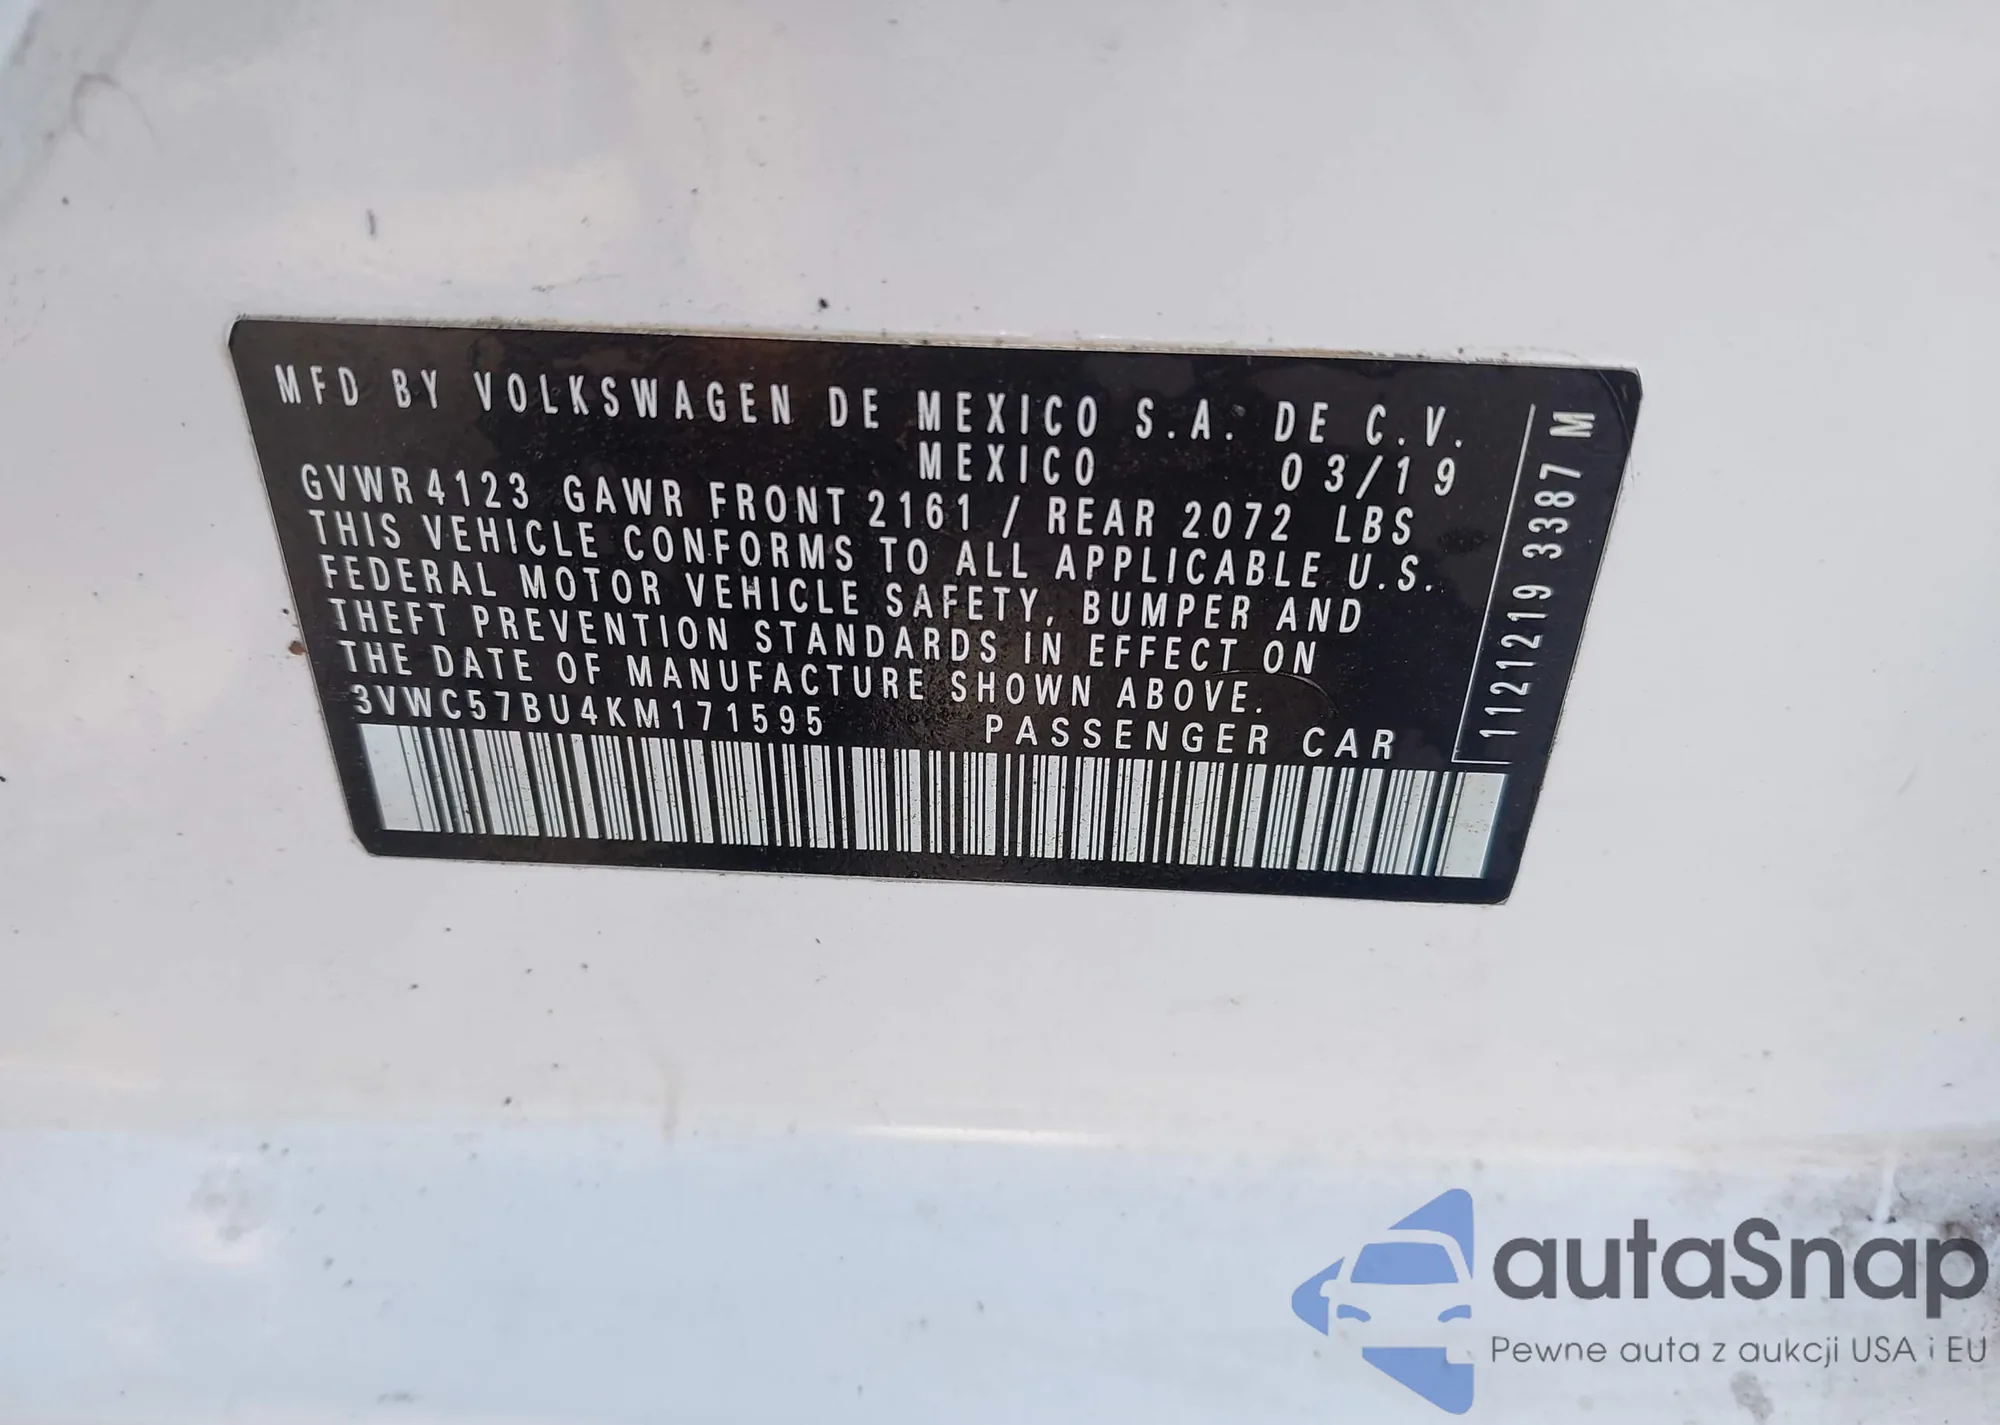 MFD BY VOLKSWAGEN DE MEXICO S.A. DE C.V.
MEXICO 03/19
GVWR 4123 GAWR FRONT 2161 / REAR 2072 LBS
THIS VEHICLE CONFORMS TO ALL APPLICABLE U.S.
FEDERAL MOTOR VEHICLE SAFETY, BUMPER AND
THEFT PREVENTION STANDARDS IN EFFECT ON
THE DATE OF MANUFACTURE SHOWN ABOVE.
3VWC57BU4KM171595 PASSENGER CAR
1121219 3387 M
autaSnap
Pewne auta z aukcji USA i EU